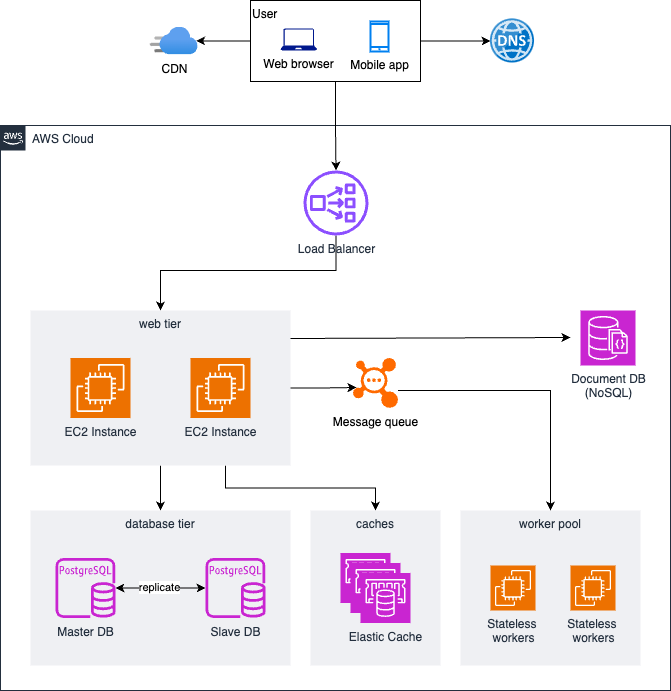 User
Web browser
Mobile app
CDN
DNS
aws
AWS Cloud
Load Balancer
web tier
EC2 Instance
EC2 Instance
Document DB
(NoSQL)
Message queue
database tier
PostgreSQL
replicate
PostgreSQL
Master DB
Slave DB
caches
Elastic Cache
worker pool
Stateless
workers
Stateless
workers